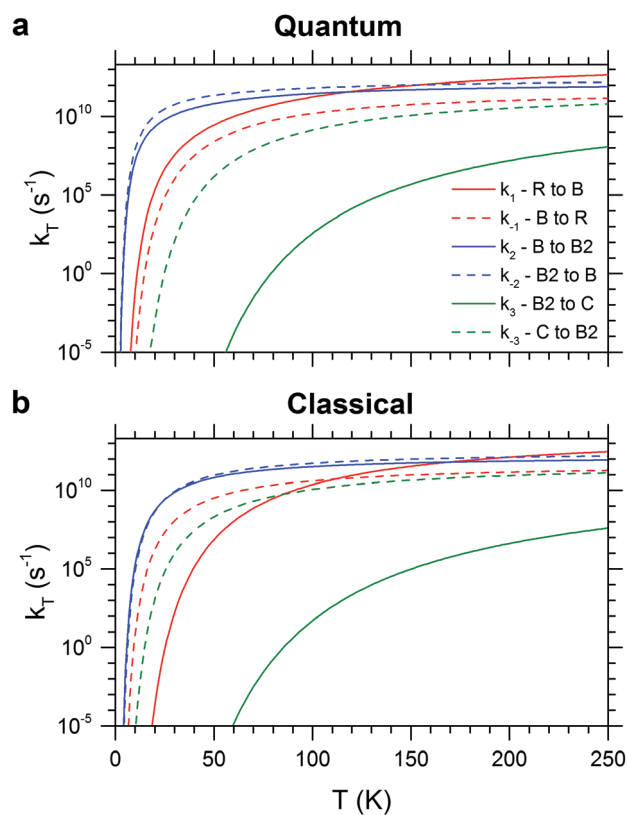 a
Quantum
10^10
10^5
10^0
10^-5
k_T (s^-1)
k_1 - R to B
k_-1 - B to R
k_2 - B to B2
k_-2 - B2 to B
k_3 - B2 to C
k_-3 - C to B2
b
Classical
10^10
10^5
10^0
10^-5
k_T (s^-1)
0 50 100 150 200 250
T (K)